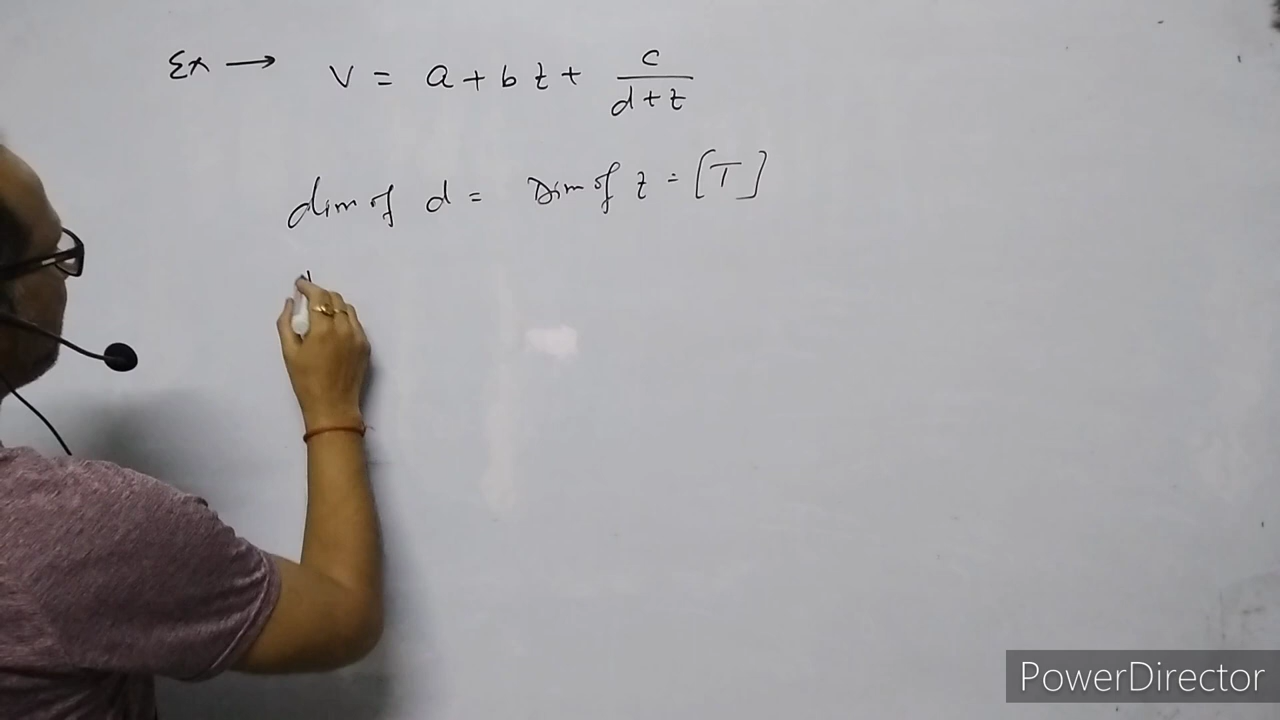 Ex → v = a + b t + c / (d + t)
dim of d = Dim of t = [T]
PowerDirector